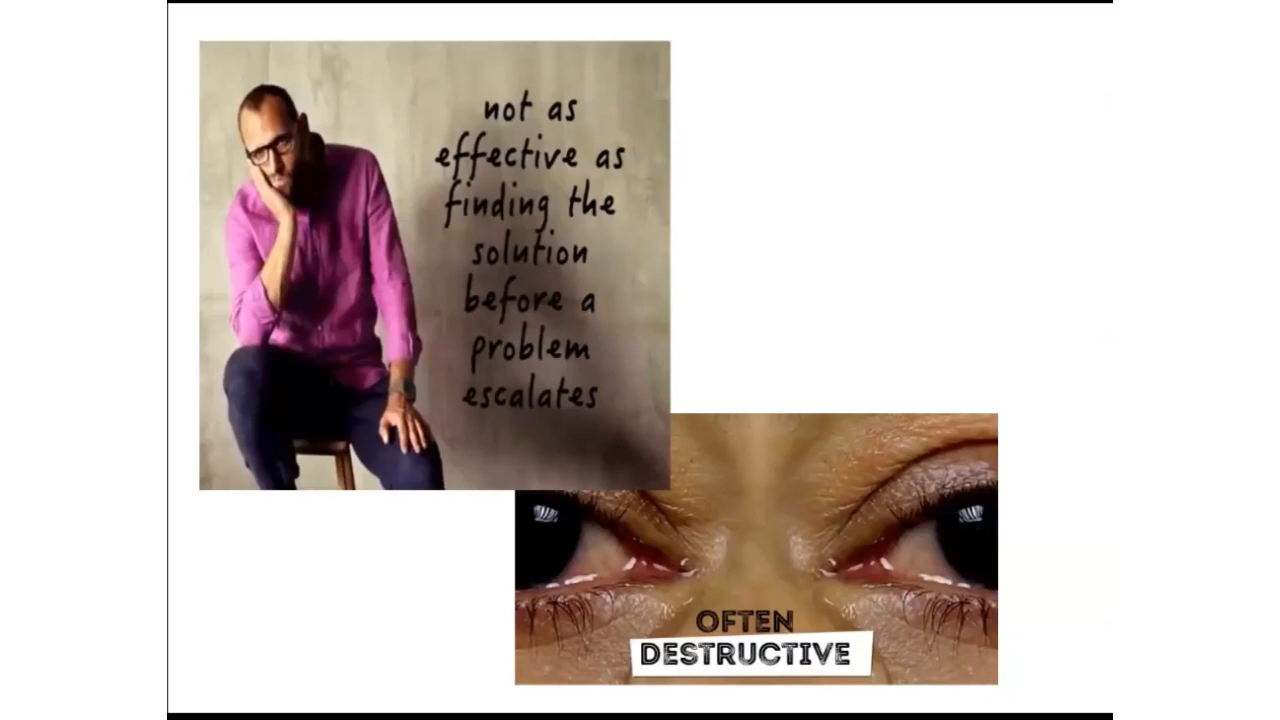 not as
effective as
finding the
solution
before a
problem
escalates
OFTEN
DESTRUCTIVE